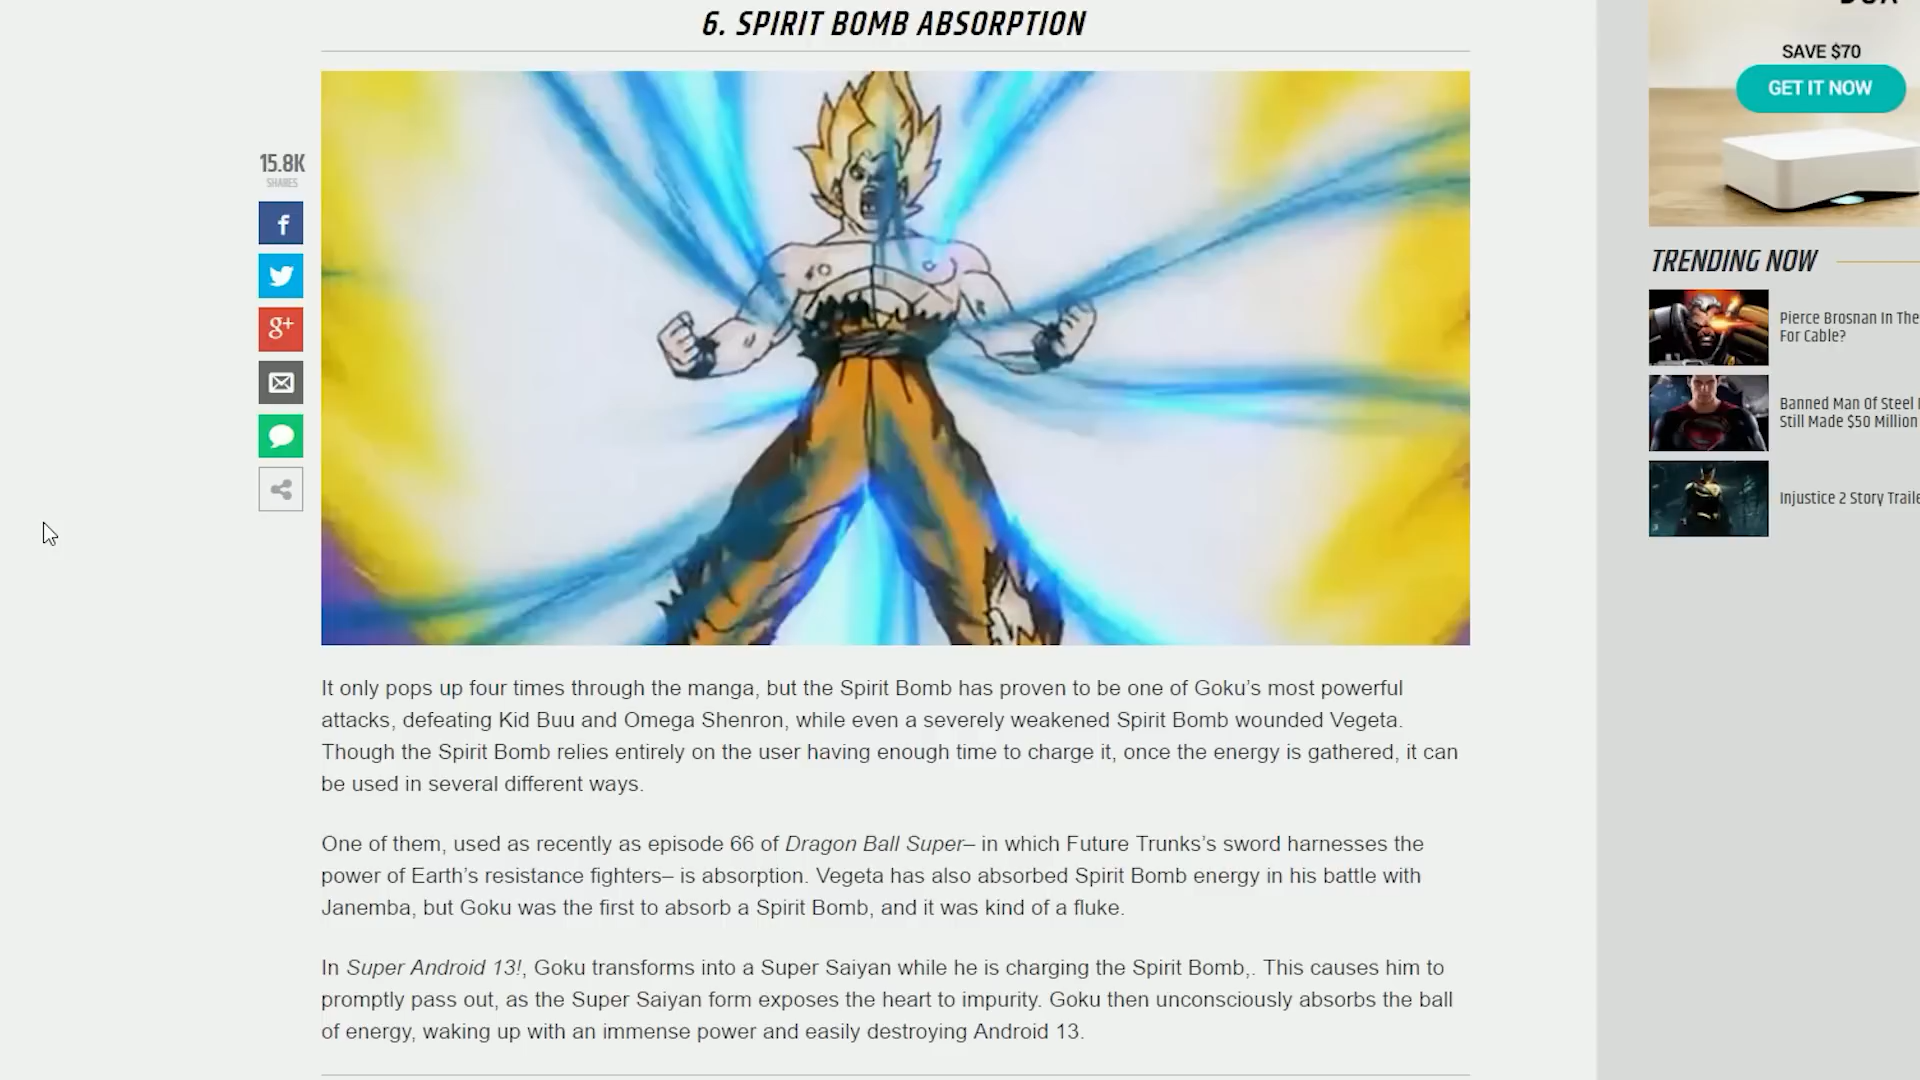 6. SPIRIT BOMB ABSORPTION
15.8K
SHARES
f
g+
It only pops up four times through the manga, but the Spirit Bomb has proven to be one of Goku’s most powerful
attacks, defeating Kid Buu and Omega Shenron, while even a severely weakened Spirit Bomb wounded Vegeta.
Though the Spirit Bomb relies entirely on the user having enough time to charge it, once the energy is gathered, it can
be used in several different ways.
One of them, used as recently as episode 66 of Dragon Ball Super– in which Future Trunks’s sword harnesses the
power of Earth’s resistance fighters– is absorption. Vegeta has also absorbed Spirit Bomb energy in his battle with
Janemba, but Goku was the first to absorb a Spirit Bomb, and it was kind of a fluke.
In Super Android 13!, Goku transforms into a Super Saiyan while he is charging the Spirit Bomb,. This causes him to
promptly pass out, as the Super Saiyan form exposes the heart to impurity. Goku then unconsciously absorbs the ball
of energy, waking up with an immense power and easily destroying Android 13.
SAVE $70
GET IT NOW
TRENDING NOW
Pierce Brosnan In The
For Cable?
Banned Man Of Steel
Still Made $50 Million
Injustice 2 Story